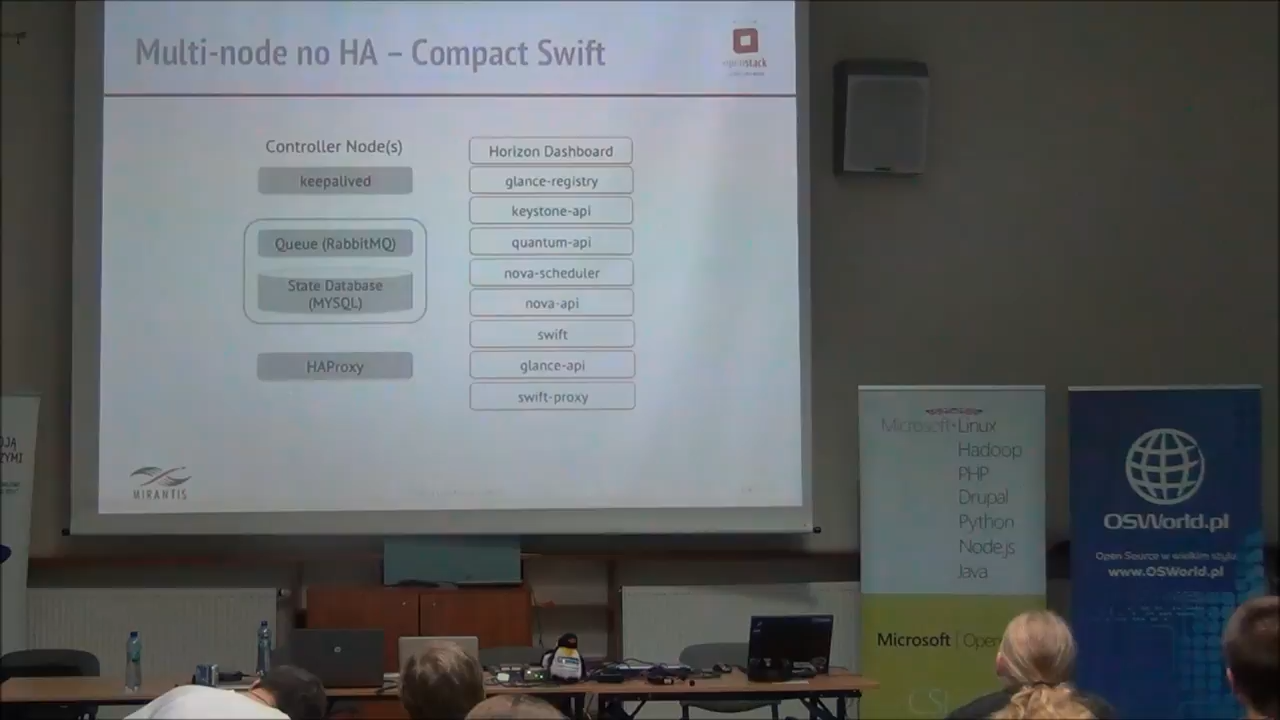 Multi-node no HA – Compact Swift
openstack
Controller Node(s)
keepalived
Queue (RabbitMQ)
State Database
(MYSQL)
HAProxy
Horizon Dashboard
glance-registry
keystone-api
quantum-api
nova-scheduler
nova-api
swift
glance-api
swift-proxy
MIRANTIS
Microsoft Linux
Hadoop
PHP
Drupal
Python
Node.js
Java
Microsoft | Open
OSWorld.pl
Open Source w wielkim stylu
www.OSWorld.pl